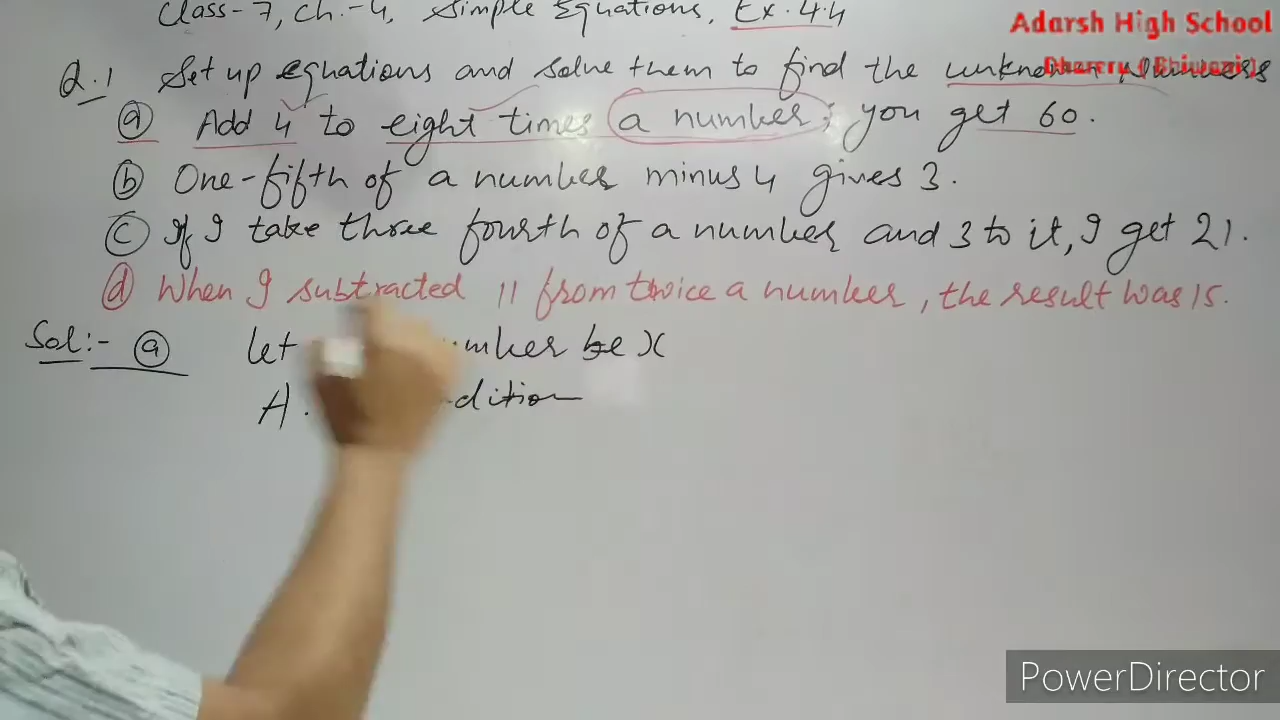 Class-7, Ch.-4, Simple Equations, Ex. 4.4
Adarsh High School
Q.1 Set up equations and solve them to find the unknown
(a) Add 4 to eight times a number; you get 60.
(b) One-fifth of a number minus 4 gives 3.
(c) If I take three fourth of a number and 3 to it, I get 21.
(d) When I subtracted 11 from twice a number, the result was 15.
Sol:- (a) let be x
A.
PowerDirector